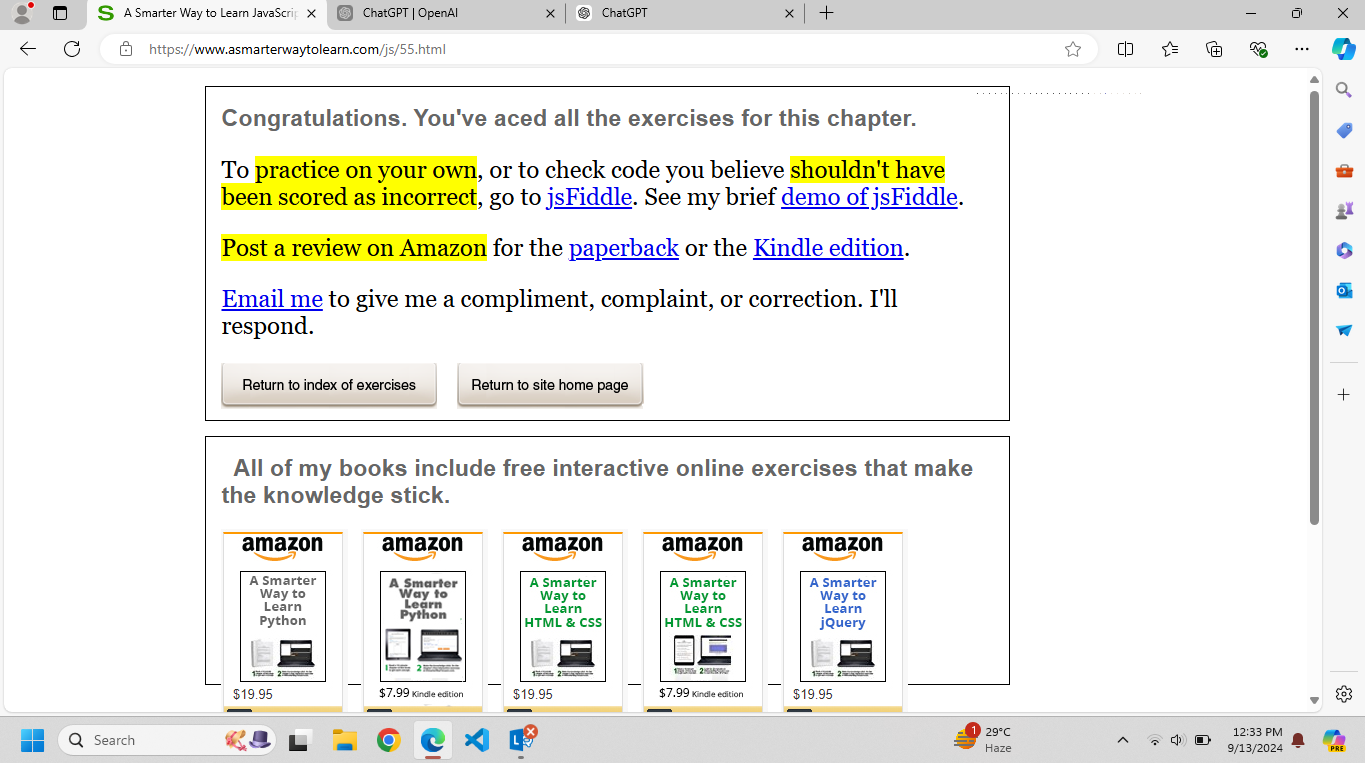 A Smarter Way to Learn JavaScrip
ChatGPT | OpenAI
ChatGPT
https://www.asmarterwaytolearn.com/js/55.html
Congratulations. You've aced all the exercises for this chapter.
To practice on your own, or to check code you believe shouldn't have
been scored as incorrect, go to jsFiddle. See my brief demo of jsFiddle.
Post a review on Amazon for the paperback or the Kindle edition.
Email me to give me a compliment, complaint, or correction. I'll
respond.
Return to index of exercises
Return to site home page
All of my books include free interactive online exercises that make
the knowledge stick.
amazon
A Smarter
Way to
Learn
Python
$19.95
amazon
A Smarter
Way to
Learn
Python
$7.99 Kindle edition
amazon
A Smarter
Way to
Learn
HTML & CSS
$19.95
amazon
A Smarter
Way to
Learn
HTML & CSS
$7.99 Kindle edition
amazon
A Smarter
Way to
Learn
jQuery
$19.95
Search
1
29°C
Haze
12:33 PM
9/13/2024
PRE